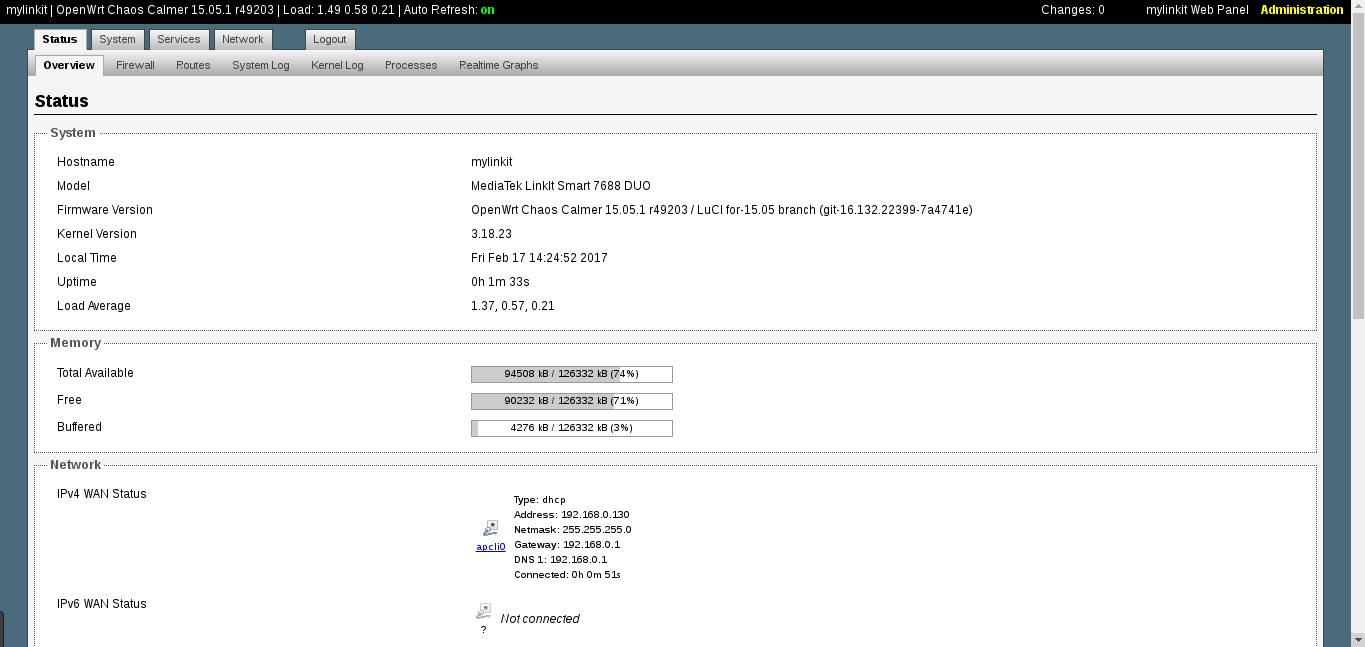 mylinkit | OpenWrt Chaos Calmer 15.05.1 r49203 | Load: 1.49 0.58 0.21 | Auto Refresh: on Changes: 0 mylinkit Web Panel Administration
Status System Services Network Logout
Overview Firewall Routes System Log Kernel Log Processes Realtime Graphs
Status
System
Hostname mylinkit
Model MediaTek LinkIt Smart 7688 DUO
Firmware Version OpenWrt Chaos Calmer 15.05.1 r49203 / LuCI for-15.05 branch (git-16.132.22399-7a4741e)
Kernel Version 3.18.23
Local Time Fri Feb 17 14:24:52 2017
Uptime 0h 1m 33s
Load Average 1.37, 0.57, 0.21
Memory
Total Available 94508 kB / 126332 kB (74%)
Free 90232 kB / 126332 kB (71%)
Buffered 4276 kB / 126332 kB (3%)
Network
IPv4 WAN Status
Type: dhcp
Address: 192.168.0.130
Netmask: 255.255.255.0
Gateway: 192.168.0.1
DNS 1: 192.168.0.1
Connected: 0h 0m 51s
apcli0
IPv6 WAN Status
Not connected
?